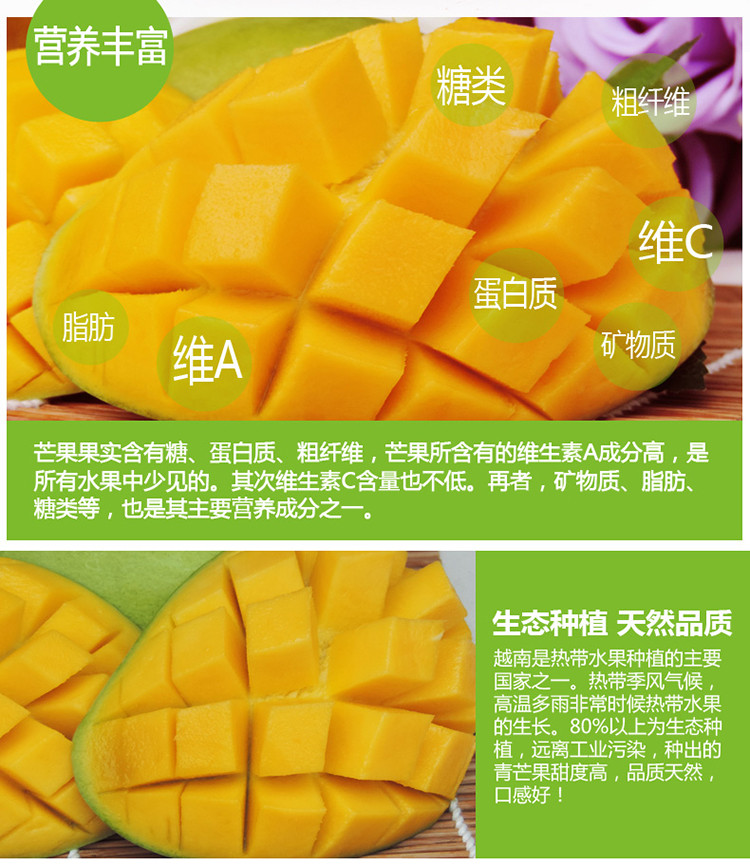 营养丰富
糖类
粗纤维
维C
蛋白质
脂肪
维A
矿物质
芒果果实含有糖、蛋白质、粗纤维，芒果所含有的维生素A成分高，是
所有水果中少见的。其次维生素C含量也不低。再者，矿物质、脂肪、
糖类等，也是其主要营养成分之一。
生态种植 天然品质
越南是热带水果种植的主要
国家之一。热带季风气候，
高温多雨非常时候热带水果
的生长。80%以上为生态种
植，远离工业污染，种出的
青芒果甜度高，品质天然，
口感好！